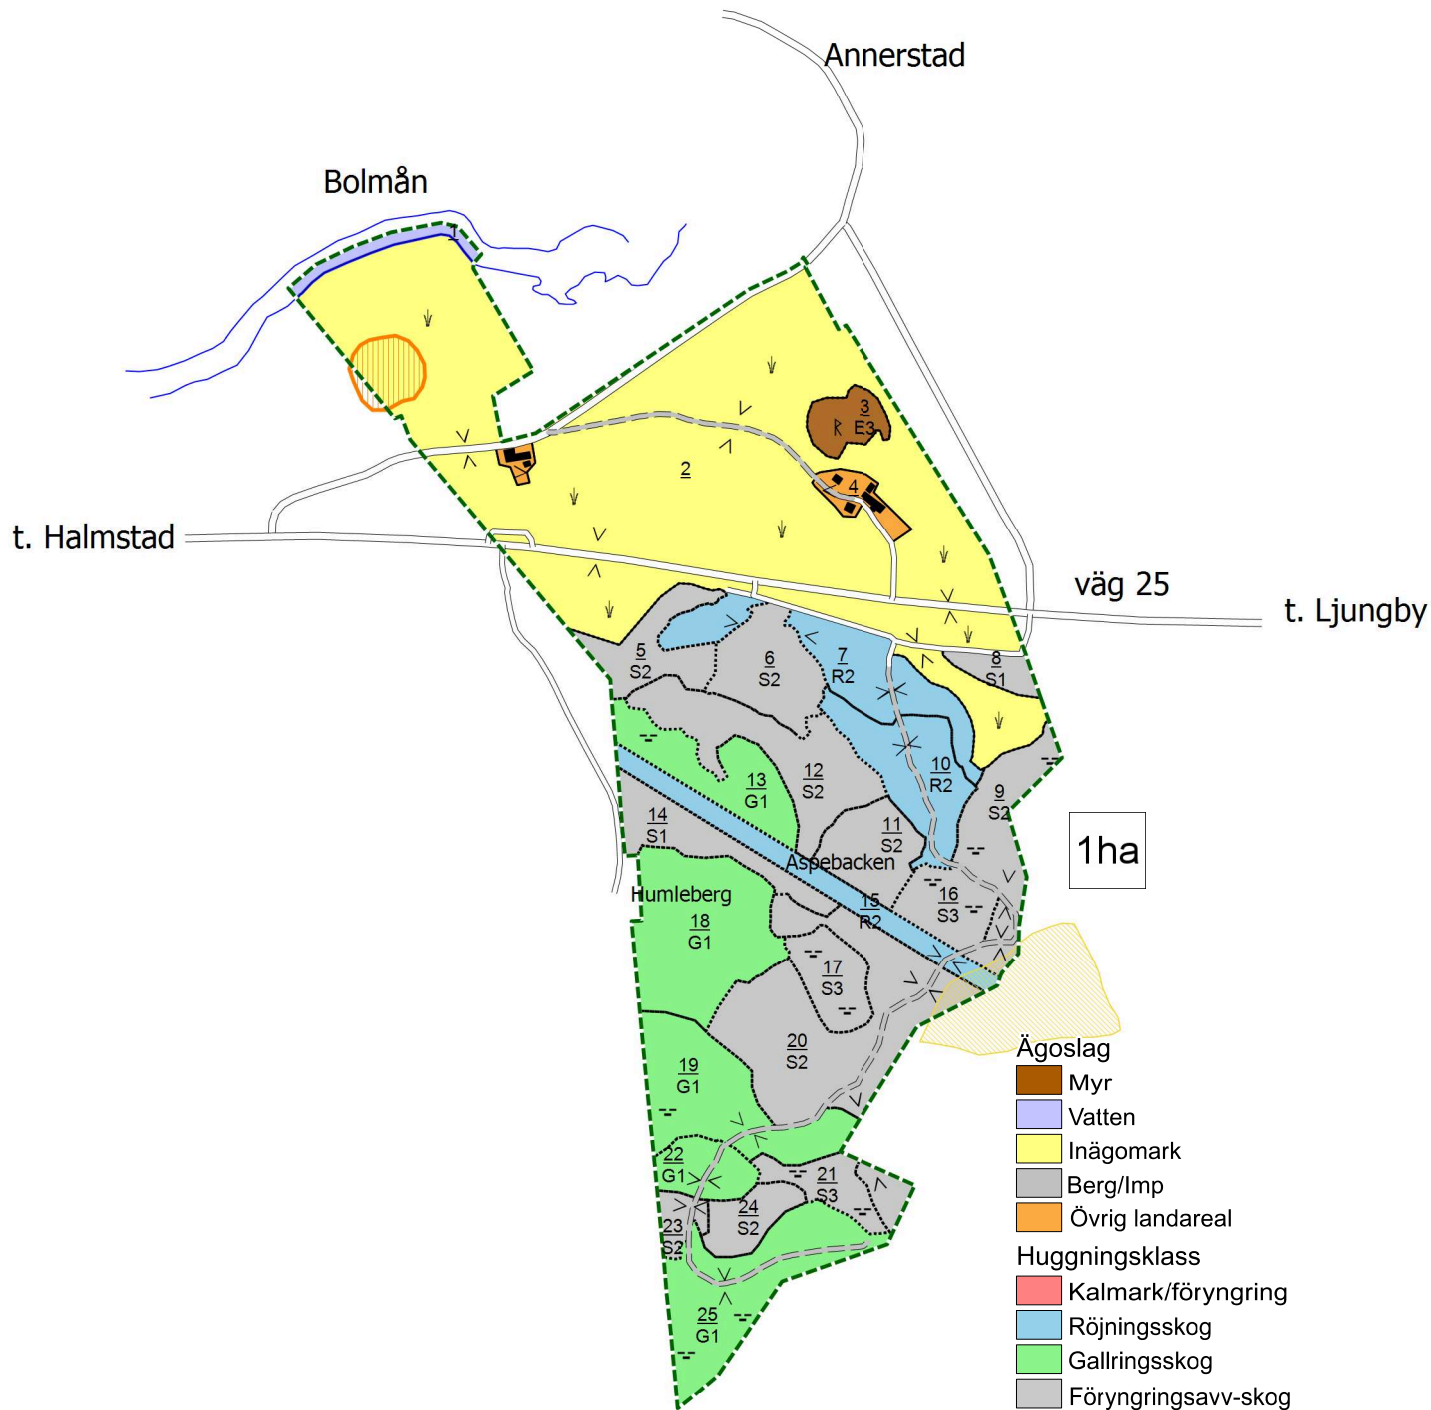 Annerstad
Bolmån
1
3
E3
2
4
t. Halmstad
väg 25
t. Ljungby
5
S2
6
S2
7
R2
8
S1
9
S2
10
R2
11
S2
12
S2
13
G1
14
S1
1ha
Aspebacken
Humleberg
15
R2
16
S3
17
S3
18
G1
19
G1
20
S2
21
S3
22
G1
23
S2
24
S2
25
G1
Ägoslag
Myr
Vatten
Inägomark
Berg/Imp
Övrig landareal
Huggningsklass
Kalmark/föryngring
Röjningsskog
Gallringsskog
Föryngringsavv-skog